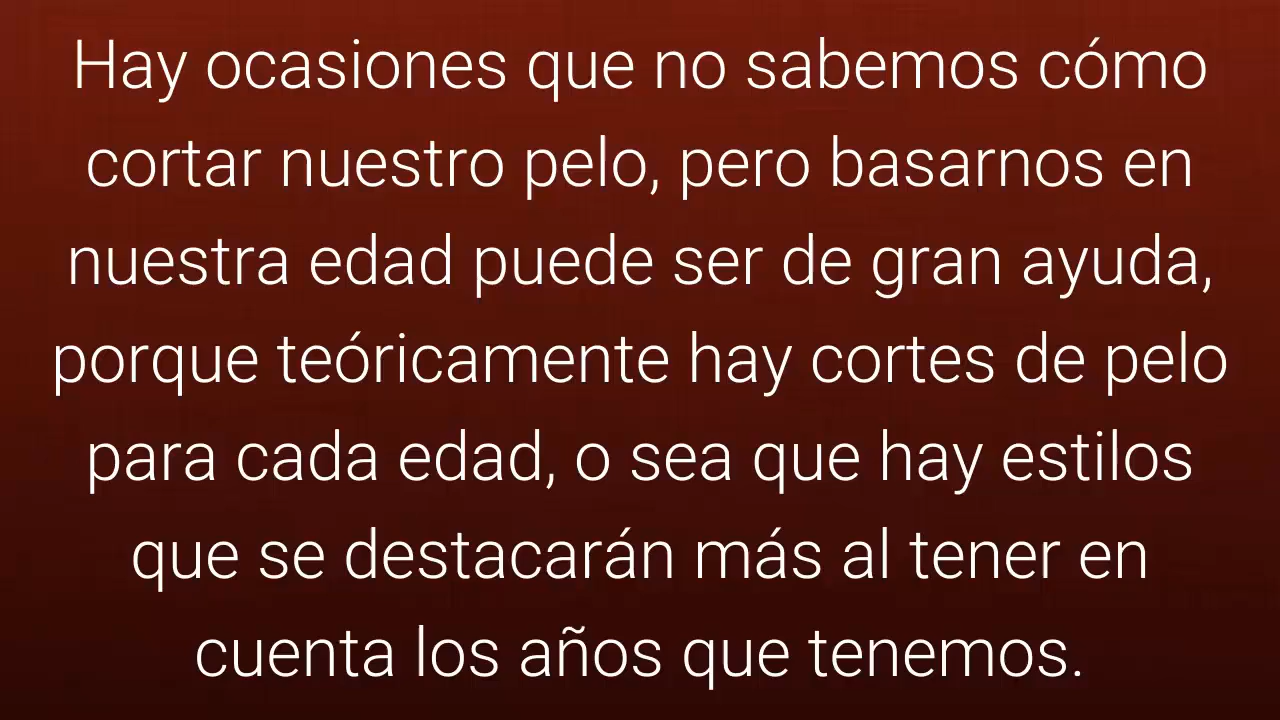 Hay ocasiones que no sabemos cómo
cortar nuestro pelo, pero basarnos en
nuestra edad puede ser de gran ayuda,
porque teóricamente hay cortes de pelo
para cada edad, o sea que hay estilos
que se destacarán más al tener en
cuenta los años que tenemos.